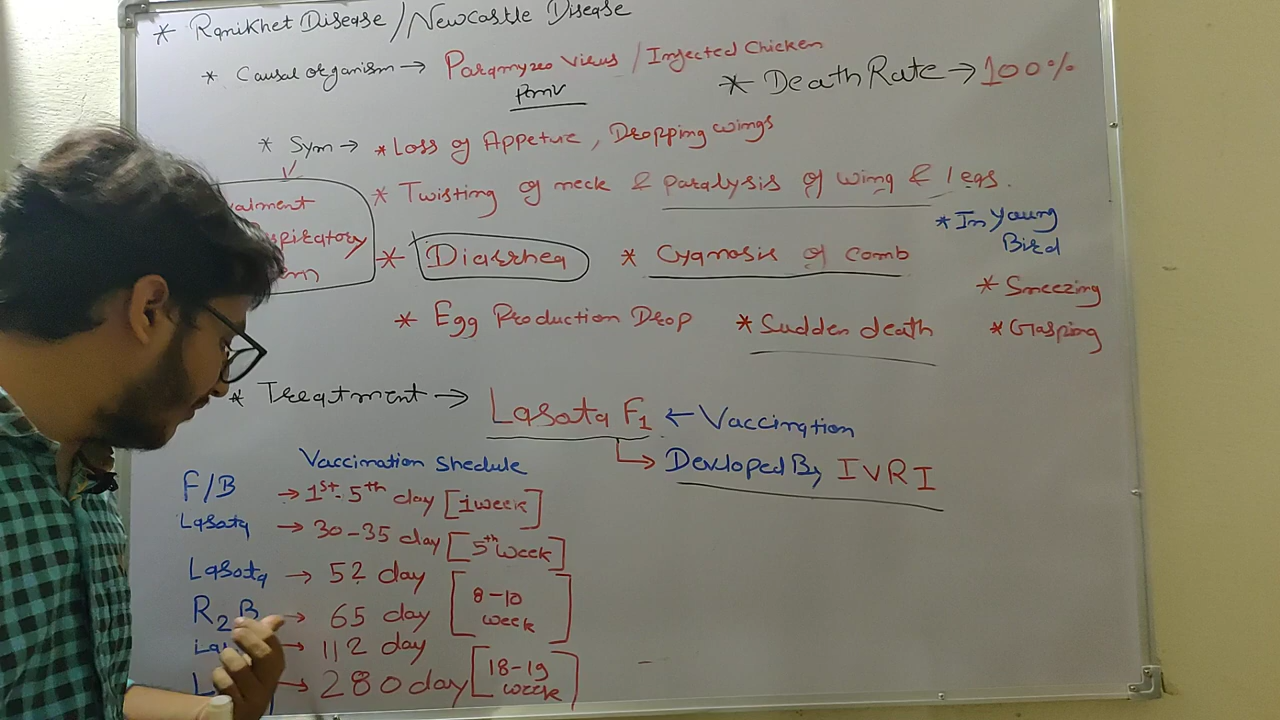 * Ranikhet Disease / Newcastle Disease
* Causal organism → Paramyxo virus / Infected Chicken
PMV
* Death Rate → 100%
* Sym → * Loss of Appeture, Dropping wings
* Twisting of neck & paralysis of wing & legs.
* Diarrhea * Cyanosis of comb
* In Young Bird
* Sneezing
* Egg Production Drop * Sudden death * Gasping
* Treatment → Lasota F1 ← Vaccination
→ Devloped By IVRI
Vaccination Shedule
F/B → 1st-5th day [1 week]
Lasota → 30-35 day [5th week]
Lasota → 52 day
R2B → 65 day [8-10 week]
→ 112 day
→ 280 day [18-19 week]